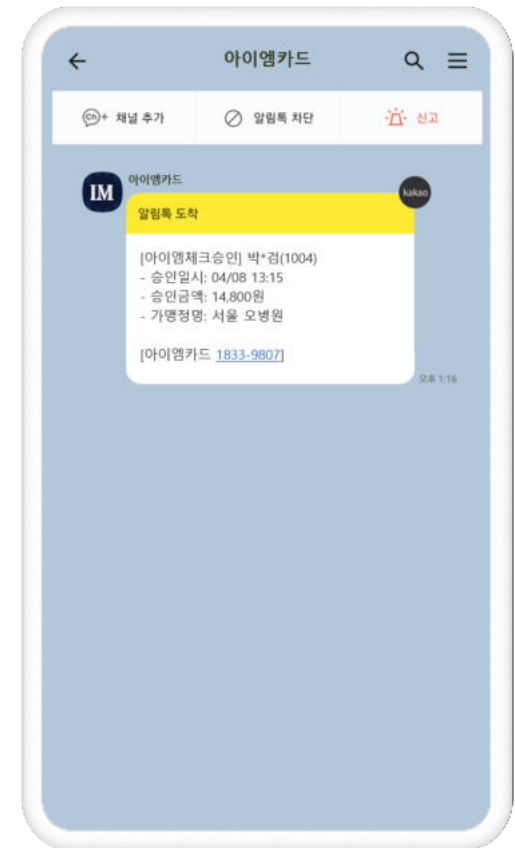 아이엠카드
Ch+ 채널 추가
알림톡 차단
신고
IM
아이엠카드
kakao
알림톡 도착
[아이엠체크승인] 박*검(1004)
- 승인일시: 04/08 13:15
- 승인금액: 14,800원
- 가맹정명: 서울 오병원
[아이엠카드 1833-9807]
오후 1:16